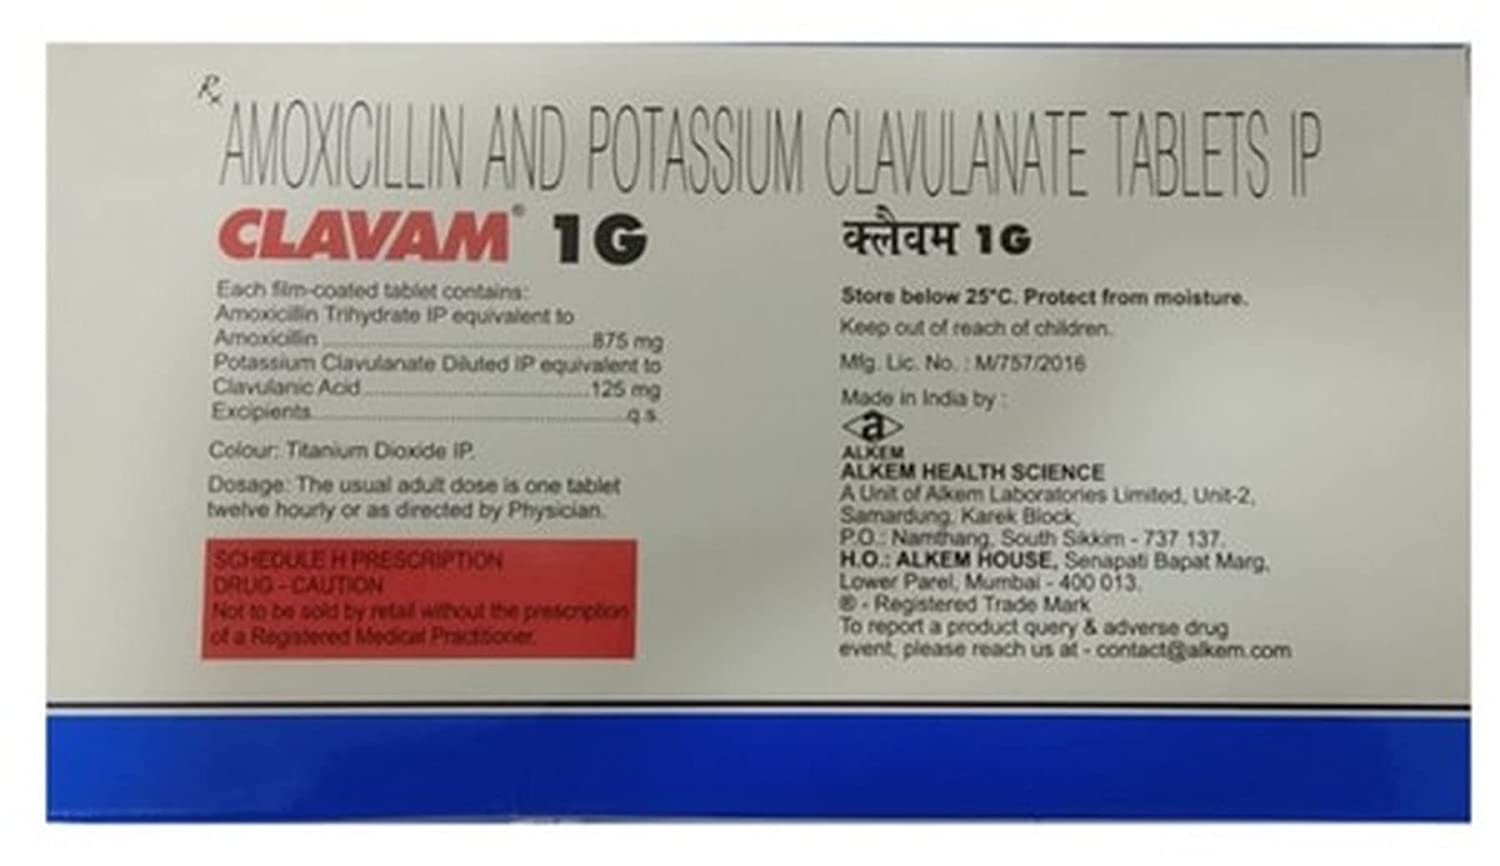 Rx
AMOXICILLIN AND POTASSIUM CLAVULANATE TABLETS IP
CLAVAM® 1G
Each film-coated tablet contains:
Amoxicillin Trihydrate IP equivalent to
Amoxicillin ........................................875 mg
Potassium Clavulanate Diluted IP equivalent to
Clavulanic Acid ..................................125 mg
Excipients...............................................q.s.
Colour: Titanium Dioxide IP.
Dosage: The usual adult dose is one tablet
twelve hourly or as directed by Physician.
SCHEDULE H PRESCRIPTION
DRUG - CAUTION
Not to be sold by retail without the prescription
of a Registered Medical Practitioner.
क्लैवम 1G
Store below 25°C. Protect from moisture.
Keep out of reach of children.
Mfg. Lic. No. : M/757/2016
Made in India by :
a
ALKEM
ALKEM HEALTH SCIENCE
A Unit of Alkem Laboratories Limited, Unit-2,
Samardung, Karek Block,
P.O.: Namthang, South Sikkim - 737 137.
H.O.: ALKEM HOUSE, Senapati Bapat Marg,
Lower Parel, Mumbai - 400 013.
® - Registered Trade Mark
To report a product query & adverse drug
event, please reach us at - contact@alkem.com